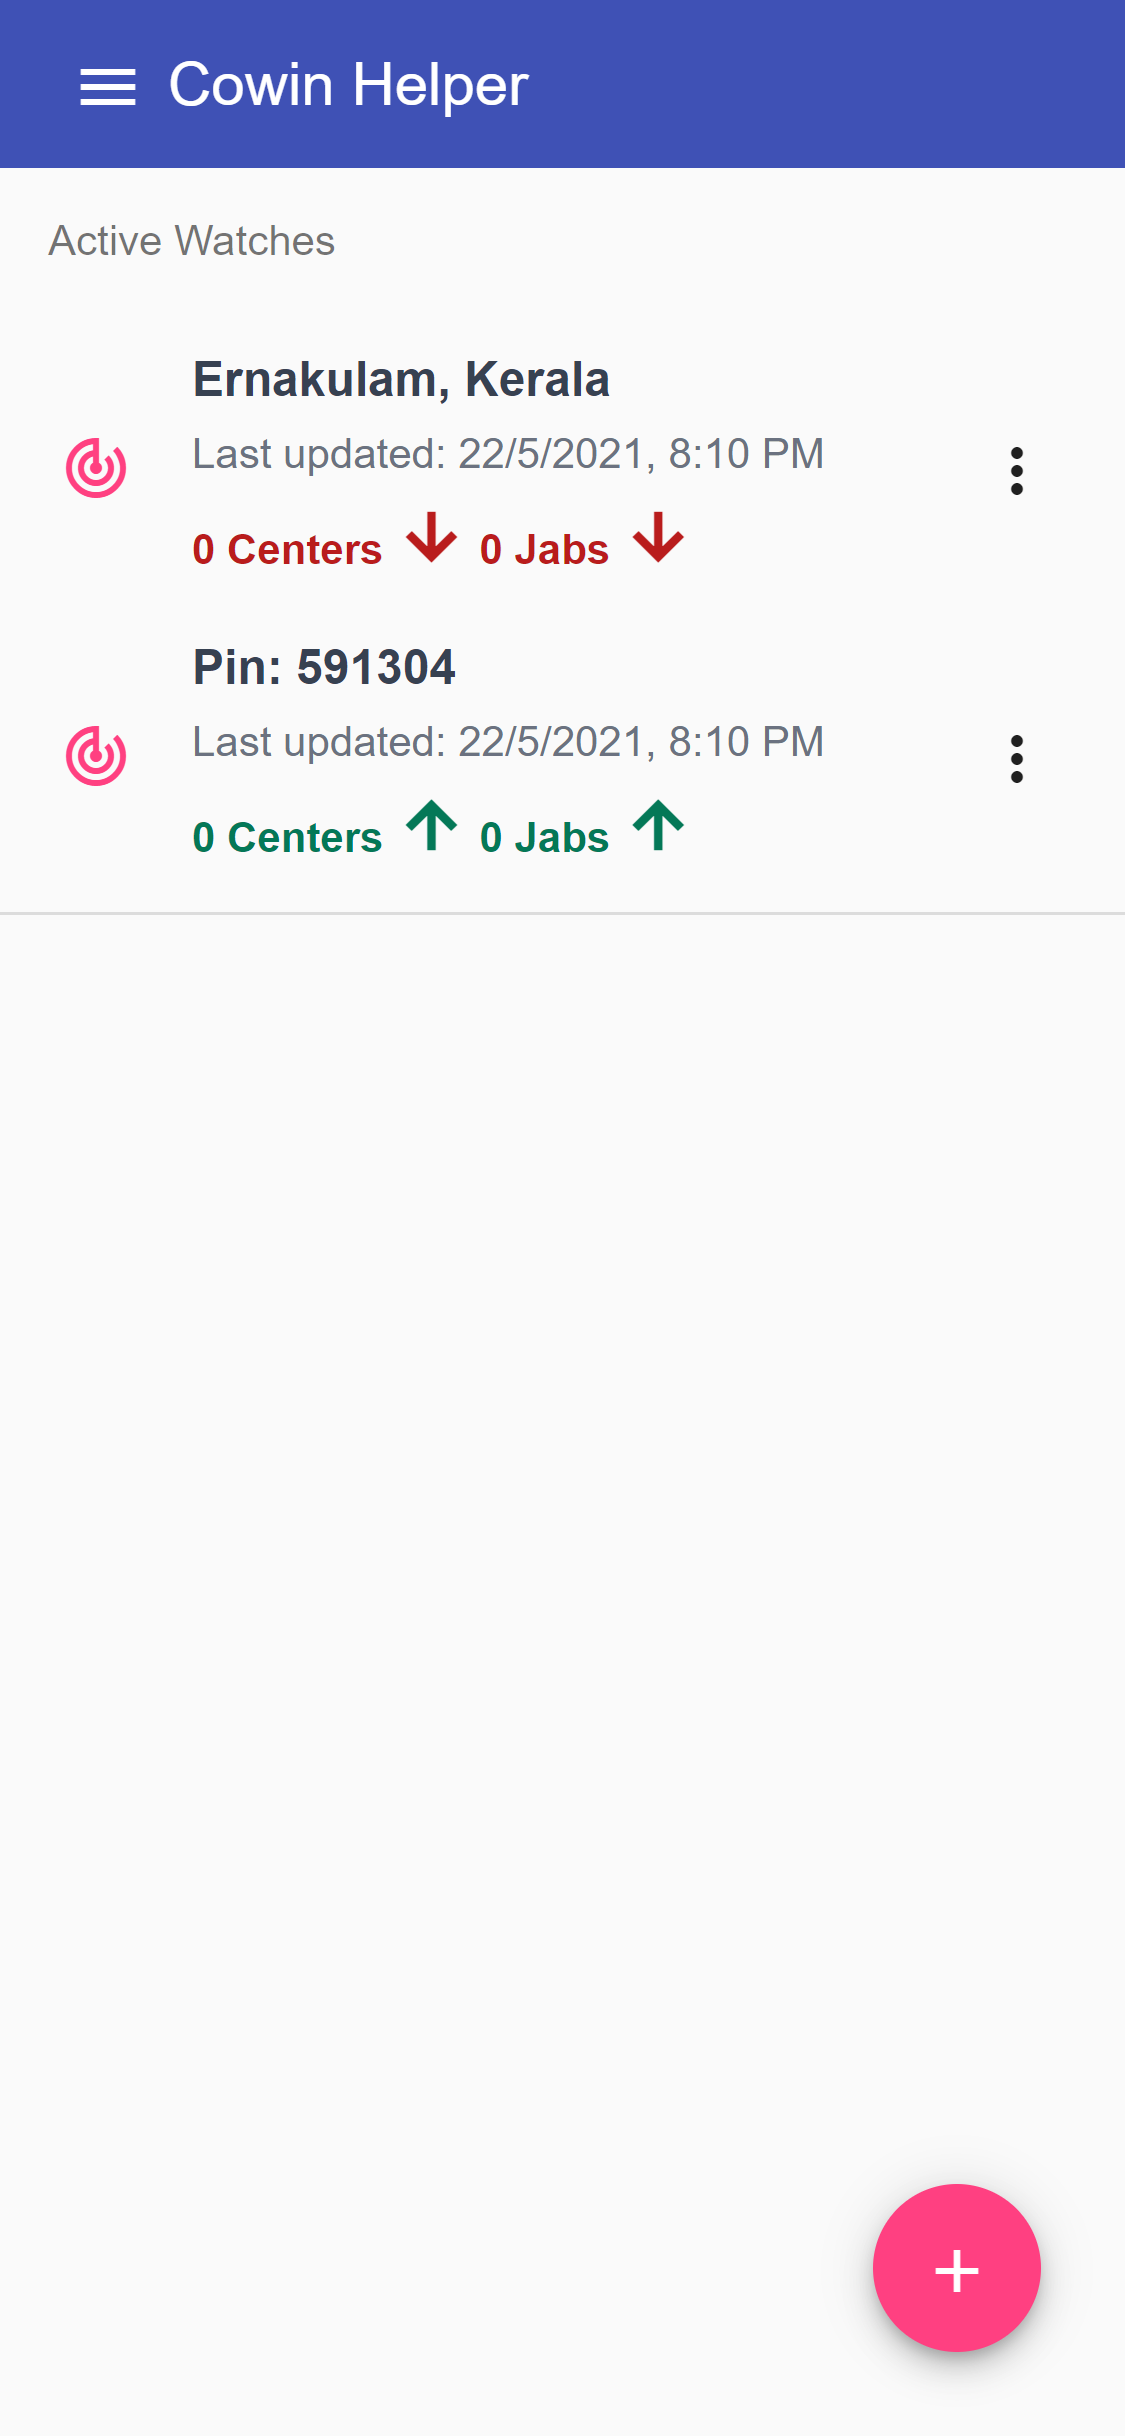 Cowin Helper
Active Watches
Ernakulam, Kerala
Last updated: 22/5/2021, 8:10 PM
0 Centers 0 Jabs
Pin: 591304
Last updated: 22/5/2021, 8:10 PM
0 Centers 0 Jabs